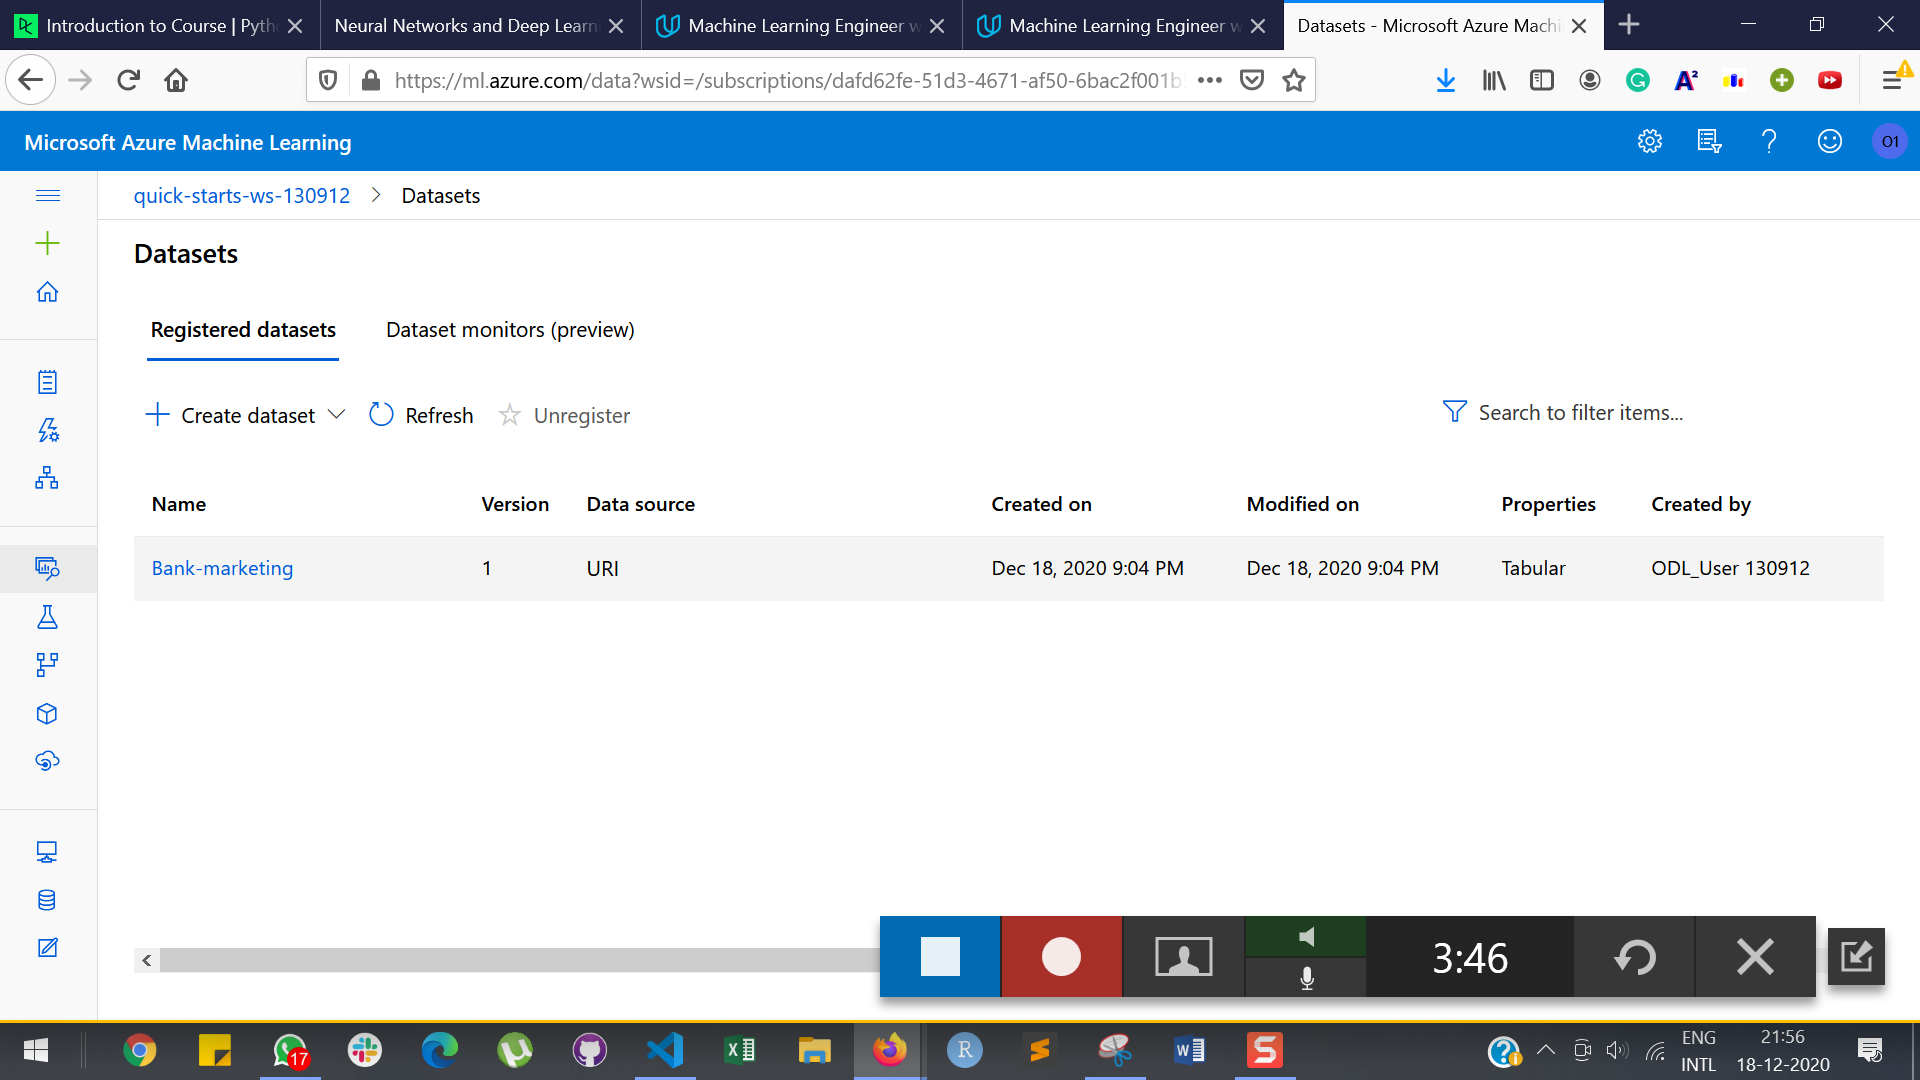 Introduction to Course | Pyth
Neural Networks and Deep Learn
Machine Learning Engineer w
Machine Learning Engineer w
Datasets - Microsoft Azure Machi
https://ml.azure.com/data?wsid=/subscriptions/dafd62fe-51d3-4671-af50-6bac2f001b
Microsoft Azure Machine Learning
O1
quick-starts-ws-130912 > Datasets
Datasets
Registered datasets Dataset monitors (preview)
Create dataset Refresh Unregister Search to filter items...
Name Version Data source Created on Modified on Properties Created by
Bank-marketing 1 URI Dec 18, 2020 9:04 PM Dec 18, 2020 9:04 PM Tabular ODL_User 130912
3:46
17
ENG
INTL
21:56
18-12-2020